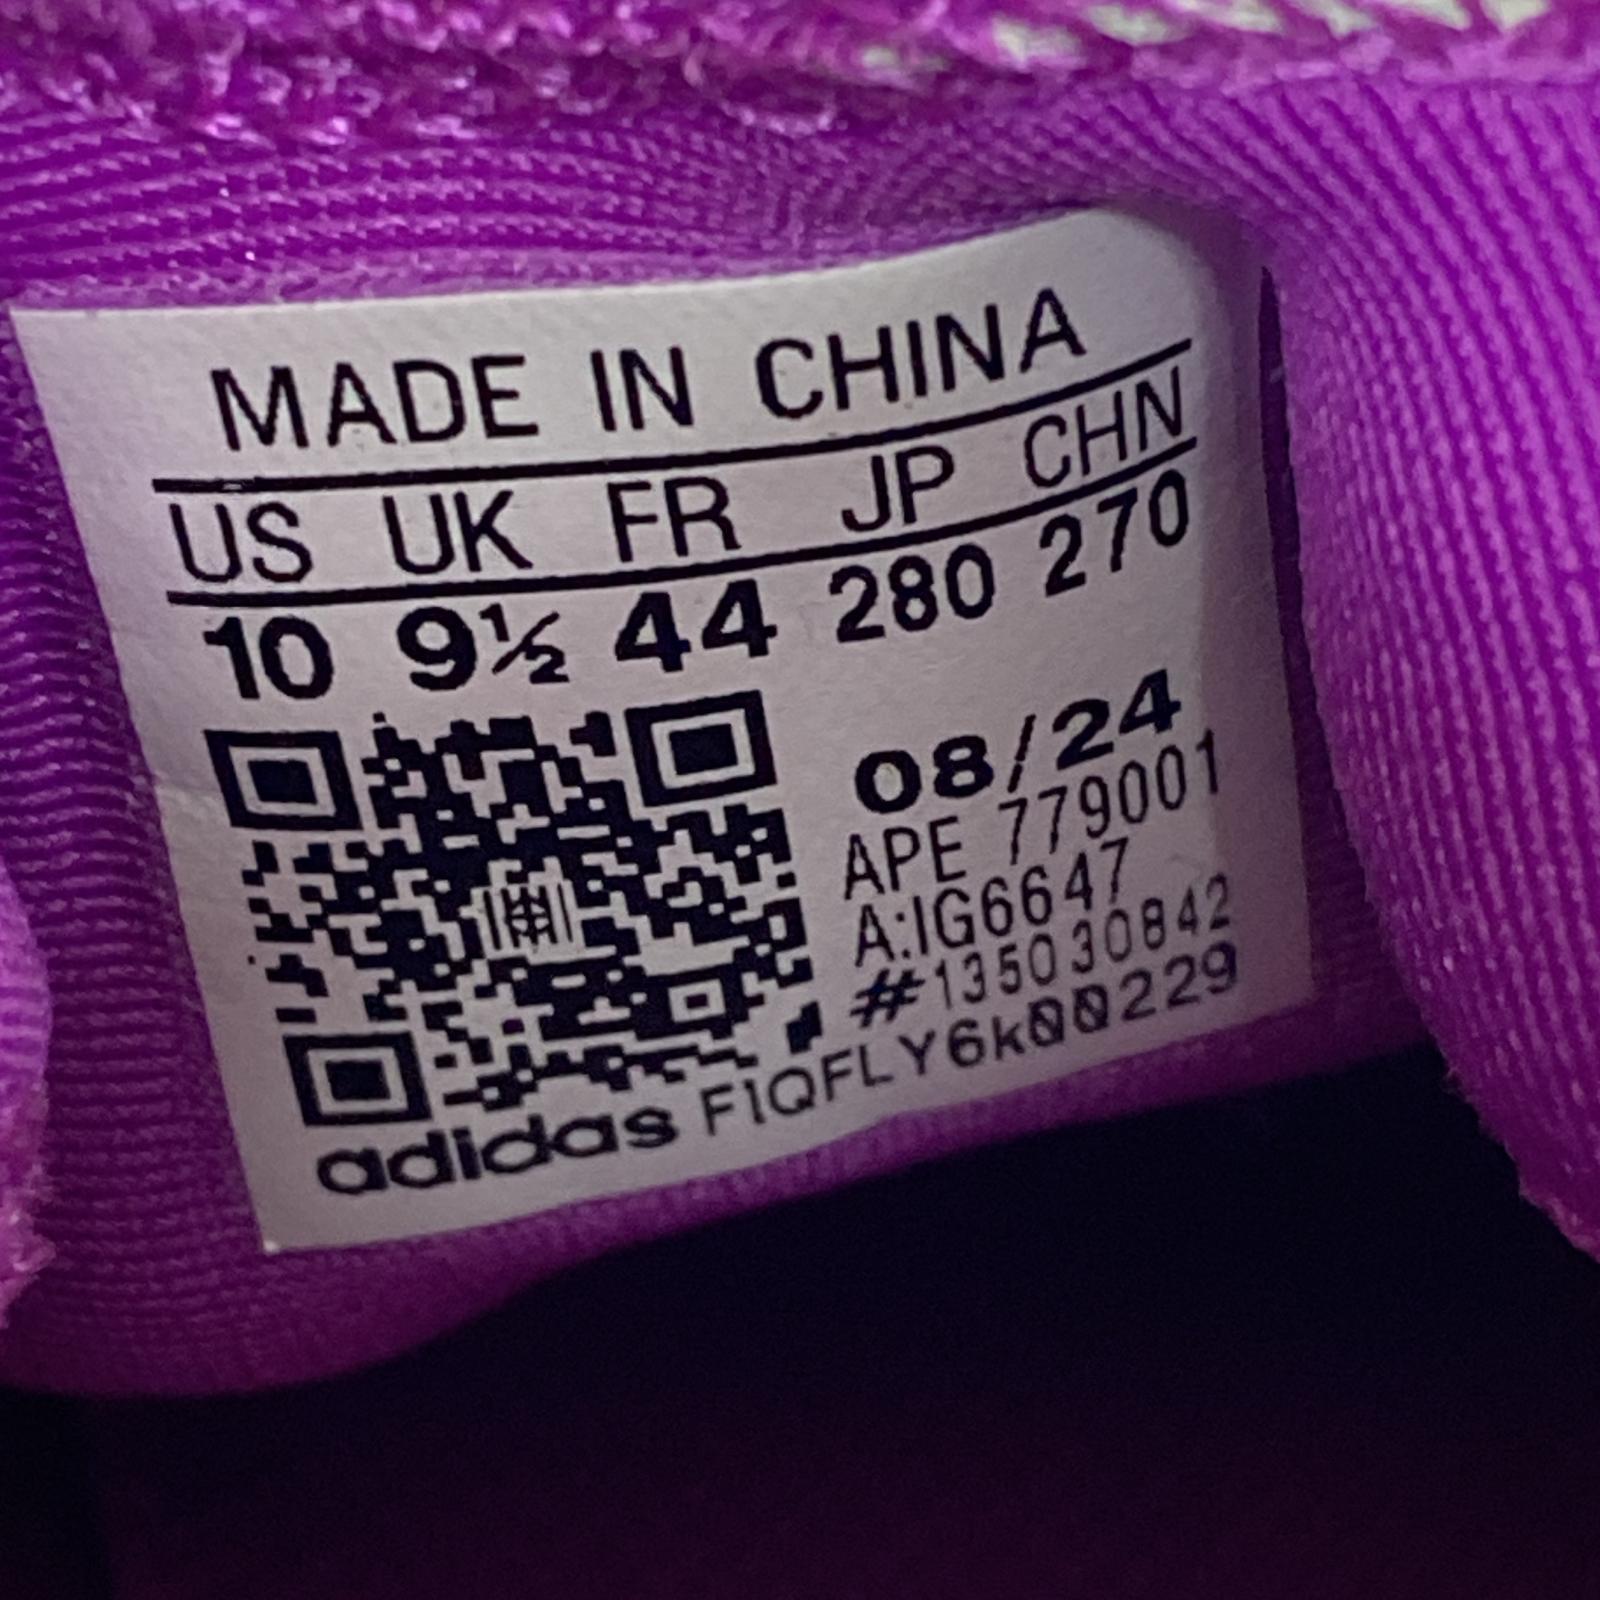 MADE IN CHINA
US UK FR JP CHN
10 9½ 44 280 270
08/24
APE 779001
A:IG6647
#135030842
adidas F1QFLY6k00229